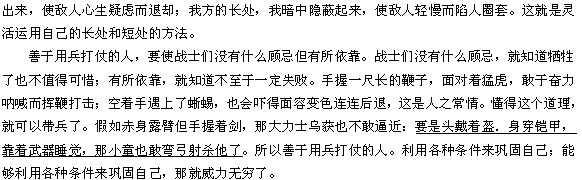 出来，使敌人心生疑虑而退却；我方的长处，我暗中隐蔽起来，使敌人轻慢而陷入圈套。这就是灵
活运用自己的长处和短处的方法。
善于用兵打仗的人，要使战士们没有什么顾忌但有所依靠。战士们没有什么顾忌，就知道牺牲
了也不值得可惜；有所依靠，就知道不至于一定失败。手握一尺长的鞭子，面对着猛虎，敢于奋力
呐喊而挥鞭打击；空着手遇上了蜥蜴，也会吓得面容变色连连后退，这是人之常情。懂得这个道理，
就可以带兵了。假如赤身露臂但手握着剑，那大力士乌获也不敢逼近：要是头戴着盔．身穿铠甲，
靠着武器睡觉，那小童也敢弯弓射杀他了。所以善于用兵打仗的人。利用各种条件来巩固自己；能
够利用各种条件来巩固自己，那就威力无穷了。